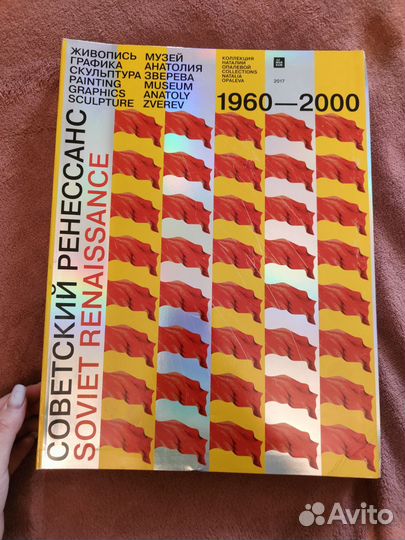 ЖИВОПИСЬ
ГРАФИКА
СКУЛЬПТУРА
PAINTING
GRAPHICS
SCULPTURE
МУЗЕЙ
АНАТОЛИЯ
ЗВЕРЕВА
MUSEUM
ANATOLY
ZVEREV
КОЛЛЕКЦИЯ
НАТАЛИИ
ОПАЛЕВОЙ
COLLECTIONS
NATALIA
OPALEVA
2017
1960—2000
СОВЕТСКИЙ РЕНЕССАНС
SOVIET RENAISSANCE
Avito